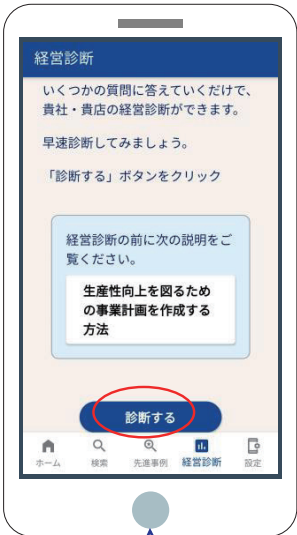 経営診断
いくつかの質問に答えていくだけで、
貴社・貴店の経営診断ができます。
早速診断してみましょう。
「診断する」ボタンをクリック
経営診断の前に次の説明をご
覧ください。
生産性向上を図るため
の事業計画を作成する
方法
診断する
ホーム 検索 先進事例 経営診断 設定